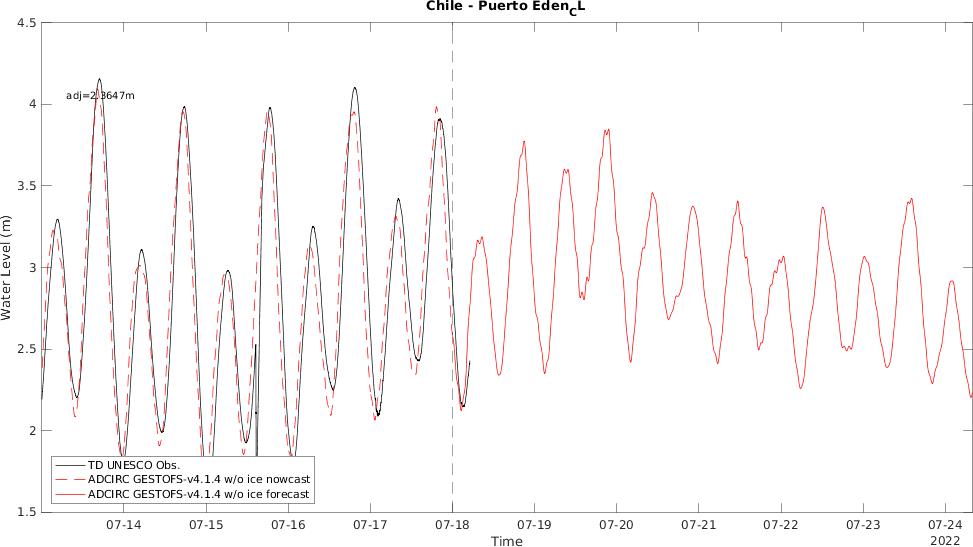 Chile - Puerto Eden_CL
4.5
4
3.5
3
2.5
2
1.5
Water Level (m)
adj=2.3647m
TD UNESCO Obs.
ADCIRC GESTOFS-v4.1.4 w/o ice nowcast
ADCIRC GESTOFS-v4.1.4 w/o ice forecast
07-14 07-15 07-16 07-17 07-18 07-19 07-20 07-21 07-22 07-23 07-24
Time
2022